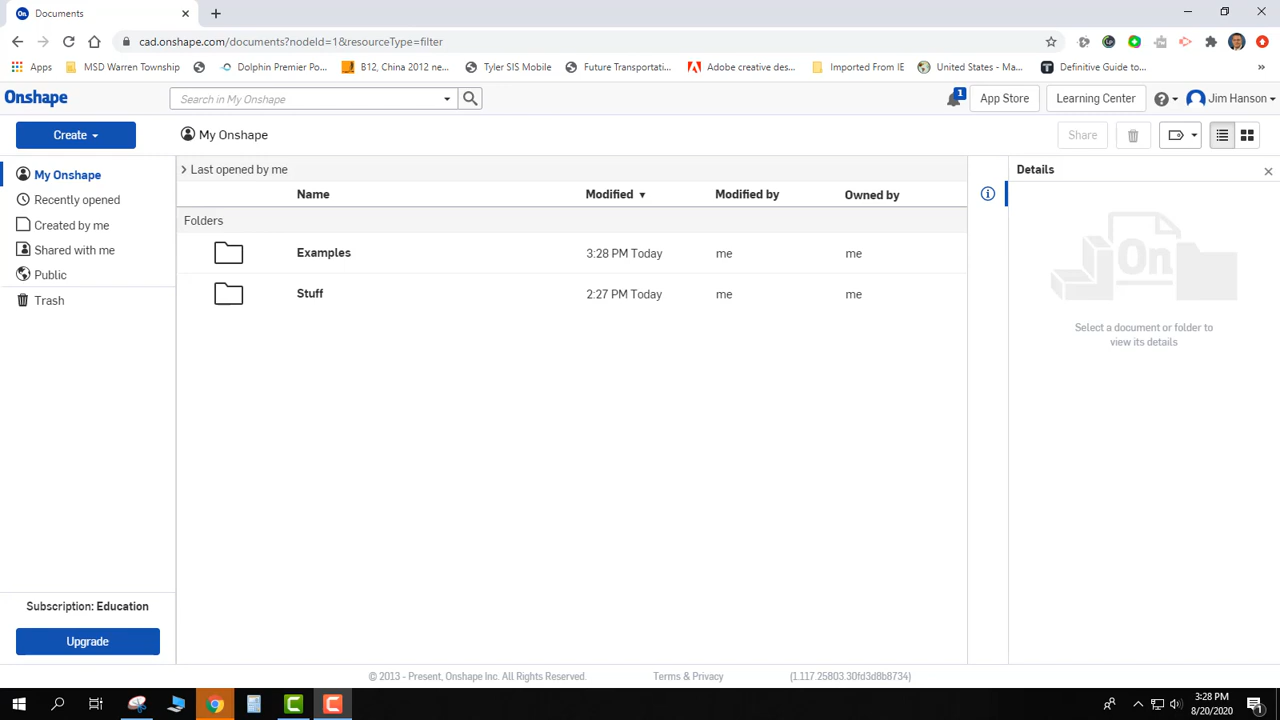 Documents
cad.onshape.com/documents?nodeId=1&resourceType=filter
Apps
MSD Warren Township
Dolphin Premier Po...
B12, China 2012 ne...
Tyler SIS Mobile
Future Transportati...
Adobe creative des...
Imported From IE
United States - Ma...
Definitive Guide to...
»
Onshape
Search in My Onshape
1
App Store
Learning Center
Jim Hanson
Create
My Onshape
Share
My Onshape
Recently opened
Created by me
Shared with me
Public
Trash
Last opened by me
Name Modified Modified by Owned by
Folders
Examples 3:28 PM Today me me
Stuff 2:27 PM Today me me
Details
On
Select a document or folder to
view its details
Subscription: Education
Upgrade
© 2013 - Present, Onshape Inc. All Rights Reserved. Terms & Privacy (1.117.25803.30fd3d8b8734)
3:28 PM
8/20/2020
1